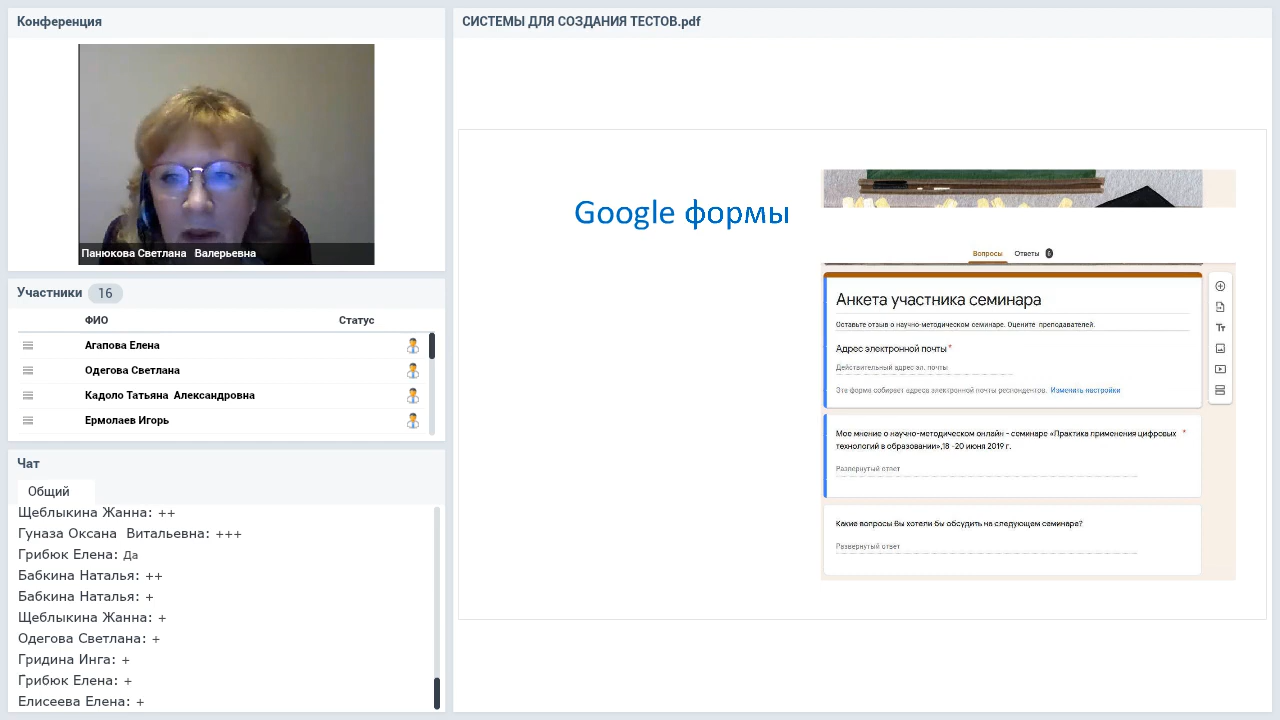 Конференция
Панюкова Светлана Валерьевна
Участники 16
ФИО Статус
Агапова Елена
Одегова Светлана
Кадоло Татьяна Александровна
Ермолаев Игорь
Чат
Общий
Щеблыкина Жанна: ++
Гуназа Оксана Витальевна: +++
Грибюк Елена: Да
Бабкина Наталья: ++
Бабкина Наталья: +
Щеблыкина Жанна: +
Одегова Светлана: +
Гридина Инга: +
Грибюк Елена: +
Елисеева Елена: +
СИСТЕМЫ ДЛЯ СОЗДАНИЯ ТЕСТОВ.pdf
Google формы
Вопросы Ответы
Анкета участника семинара
Оставьте отзыв о научно-методическом семинаре. Оцените преподавателей.
Адрес электронной почты *
Действительный адрес эл. почты
Эта форма собирает адреса электронной почты респондентов. Изменить настройки
Мое мнение о научно-методическом онлайн - семинаре «Практика применения цифровых *
технологий в образовании»,18 -20 июня 2019 г.
Развернутый ответ
Какие вопросы Вы хотели бы обсудить на следующем семинаре?
Развернутый ответ